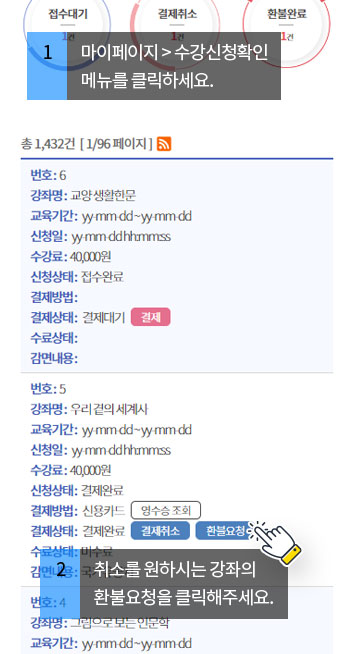 접수대기
결제취소
환불완료
1건
1건
1건
1
마이페이지 > 수강신청확인
메뉴를 클릭하세요.
총 1,432건 [ 1/96 페이지 ]
번호 : 6
강좌명 : 교양 생활한문
교육기간 : yy-mm-dd ~ yy-mm-dd
신청일 : yy-mm-dd hh:mm:ss
수강료 : 40,000원
신청상태 : 접수완료
결제방법 :
결제상태 : 결제대기 결제
수료상태 :
감면내용 :
번호 : 5
강좌명 : 우리 곁의 세계사
교육기간 : yy-mm-dd ~ yy-mm-dd
신청일 : yy-mm-dd hh:mm:ss
수강료 : 40,000원
신청상태 : 결제완료
결제방법 : 신용카드 영수증 조회
결제상태 : 결제완료 결제취소 환불요청
수료상태 : 미수료
감면내용 :
2
취소를 원하시는 강좌의
환불요청을 클릭해주세요.
번호 : 4
강좌명 : 그림으로 보는 인문학
교육기간 : yy-mm-dd ~ yy-mm-dd